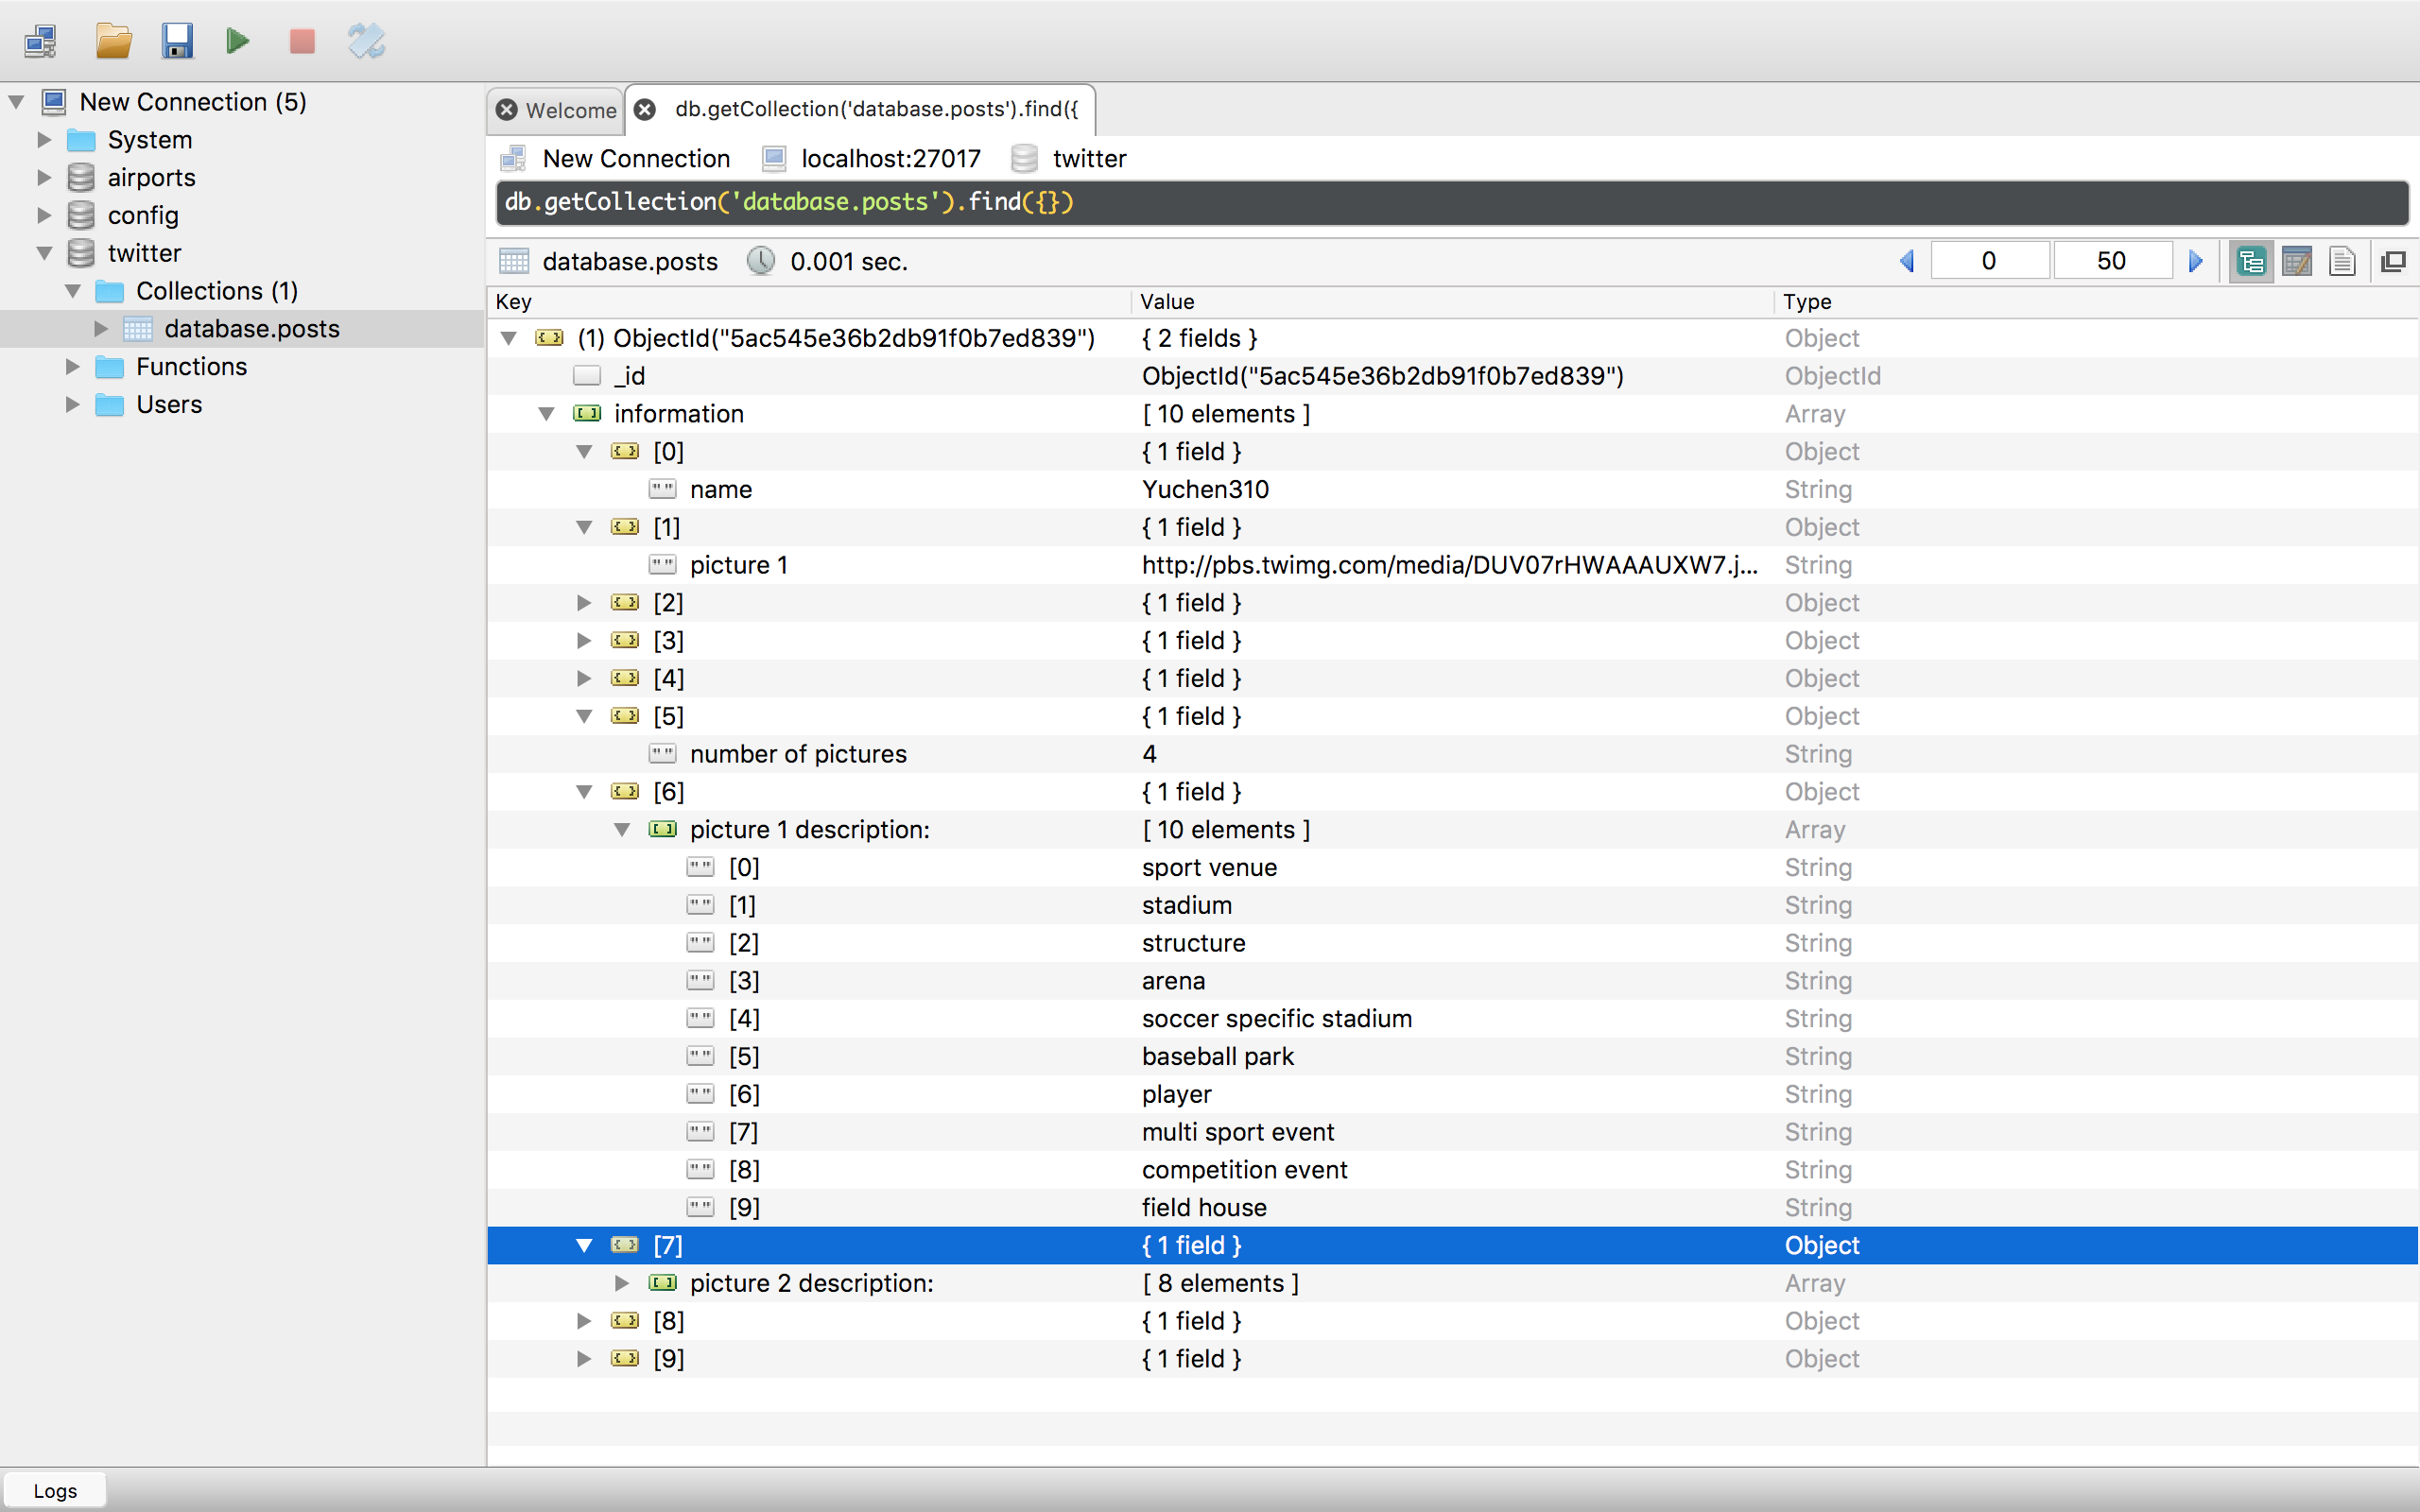 New Connection (5)
System
airports
config
twitter
Collections (1)
database.posts
Functions
Users
Welcome
db.getCollection('database.posts').find({
New Connection localhost:27017 twitter
db.getCollection('database.posts').find({})
database.posts 0.001 sec. 0 50
Key Value Type
(1) ObjectId("5ac545e36b2db91f0b7ed839") { 2 fields } Object
_id ObjectId("5ac545e36b2db91f0b7ed839") ObjectId
information [ 10 elements ] Array
[0] { 1 field } Object
name Yuchen310 String
[1] { 1 field } Object
picture 1 http://pbs.twimg.com/media/DUV07rHWAAAUXW7.j... String
[2] { 1 field } Object
[3] { 1 field } Object
[4] { 1 field } Object
[5] { 1 field } Object
number of pictures 4 String
[6] { 1 field } Object
picture 1 description: [ 10 elements ] Array
[0] sport venue String
[1] stadium String
[2] structure String
[3] arena String
[4] soccer specific stadium String
[5] baseball park String
[6] player String
[7] multi sport event String
[8] competition event String
[9] field house String
[7] { 1 field } Object
picture 2 description: [ 8 elements ] Array
[8] { 1 field } Object
[9] { 1 field } Object
Logs